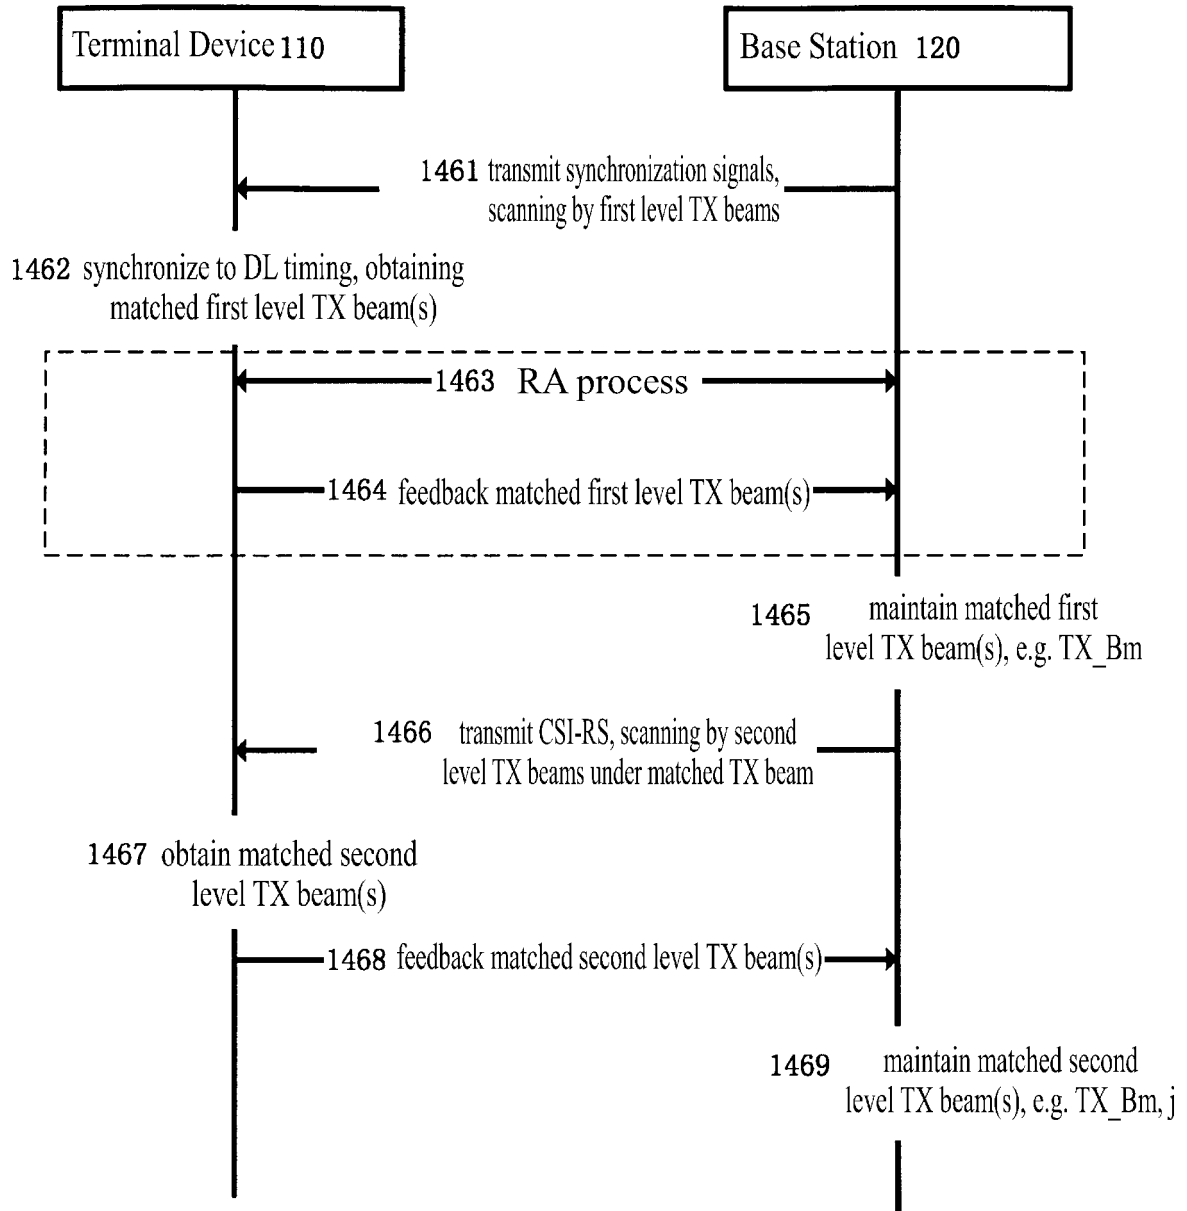 Terminal Device 110
Base Station 120
1461 transmit synchronization signals,
scanning by first level TX beams
1462 synchronize to DL timing, obtaining
matched first level TX beam(s)
1463 RA process
1464 feedback matched first level TX beam(s)
1465 maintain matched first
level TX beam(s), e.g. TX_Bm
1466 transmit CSI-RS, scanning by second
level TX beams under matched TX beam
1467 obtain matched second
level TX beam(s)
1468 feedback matched second level TX beam(s)
1469 maintain matched second
level TX beam(s), e.g. TX_Bm, j